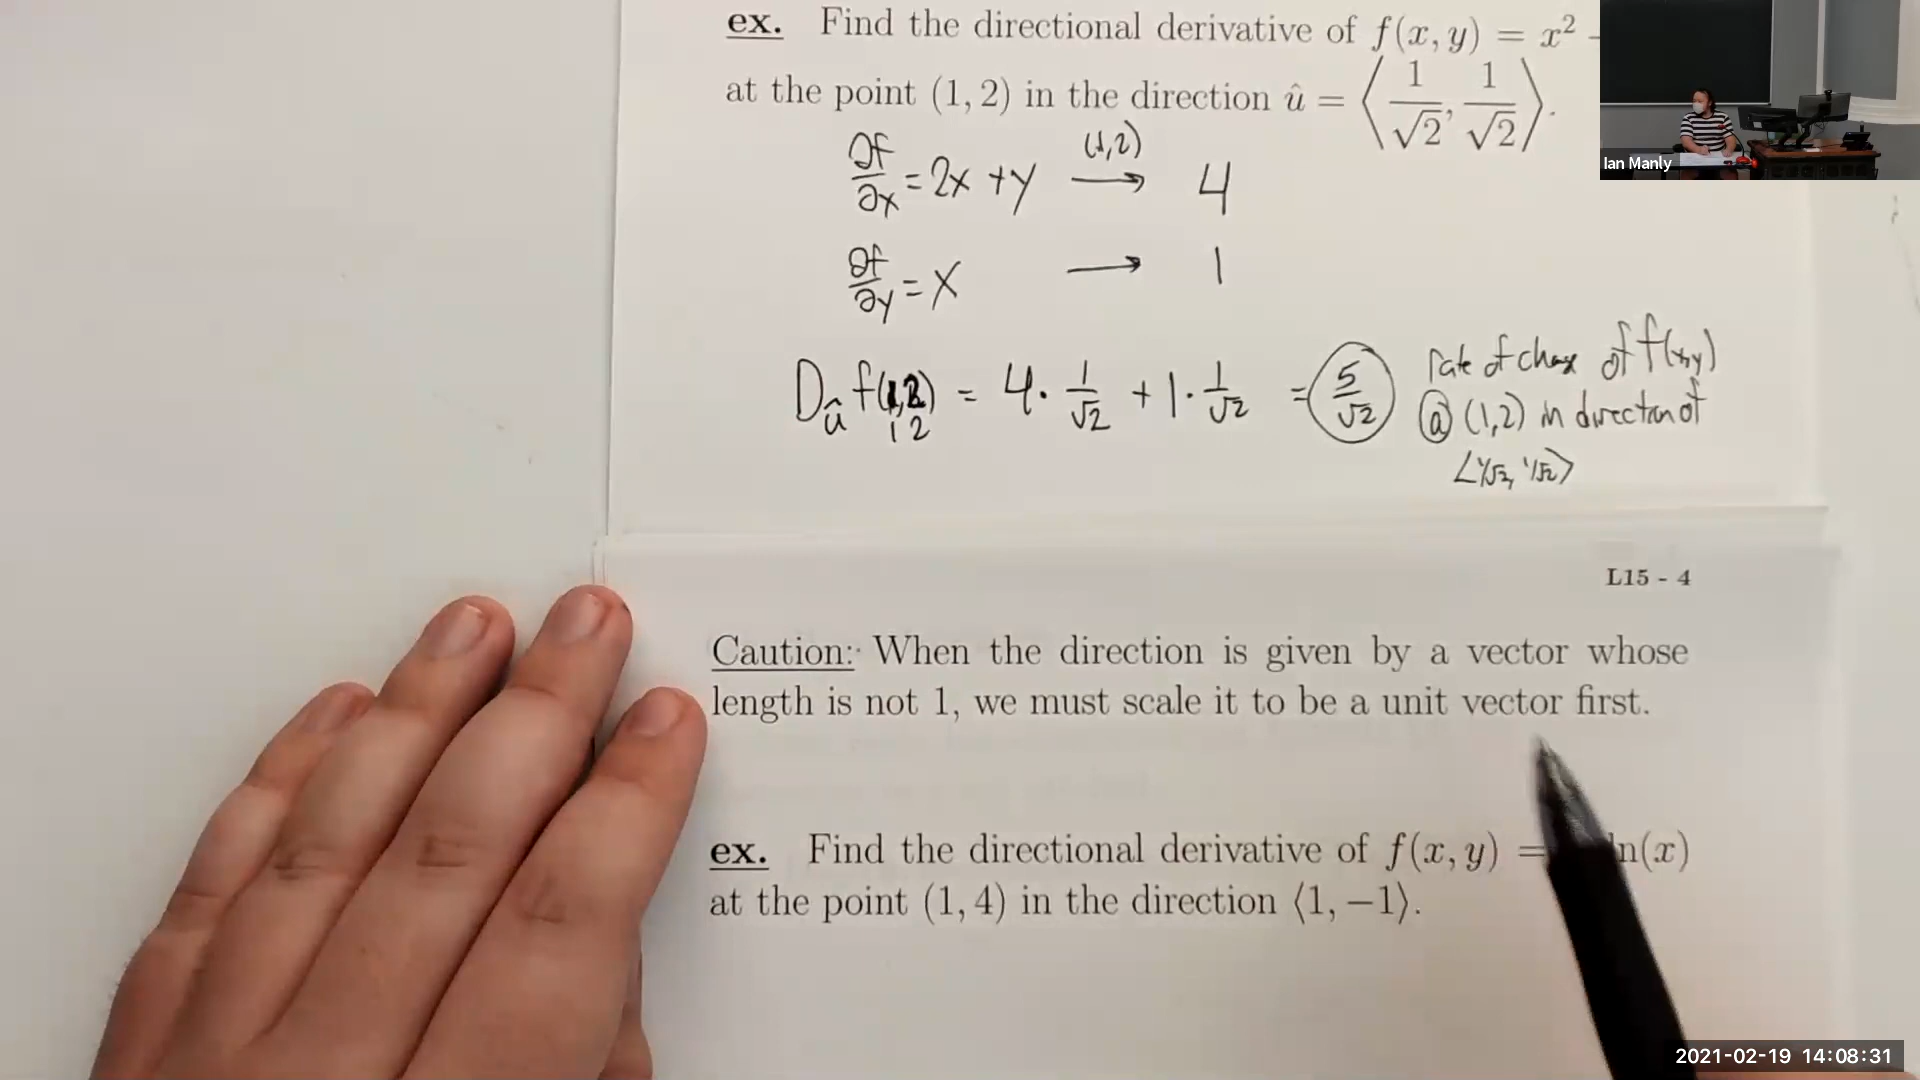 ex. Find the directional derivative of f(x, y) = x² -
at the point (1, 2) in the direction û = ⟨1/√2, 1/√2⟩.
∂f/∂x = 2x + y (1,2) → 4
∂f/∂y = x → 1
D_û f(1,2) = 4 · 1/√2 + 1 · 1/√2 = 5/√2
1 2
rate of change of f(x,y)
@ (1,2) in direction of
⟨1/√2, 1/√2⟩
Ian Manly
L15 - 4
Caution: When the direction is given by a vector whose
length is not 1, we must scale it to be a unit vector first.
ex. Find the directional derivative of f(x, y) = n(x)
at the point (1, 4) in the direction ⟨1, −1⟩.
2021-02-19 14:08:31